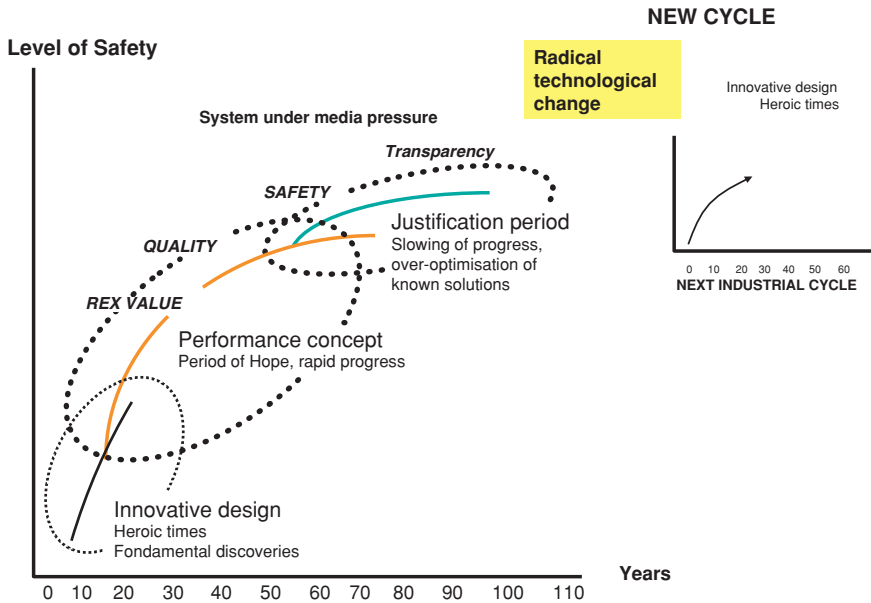 NEW CYCLE
Level of Safety
Radical
technological
change
Innovative design
Heroic times
System under media pressure
Transparency
SAFETY
QUALITY
REX VALUE
Justification period
Slowing of progress,
over-optimisation of
known solutions
0 10 20 30 40 50 60
NEXT INDUSTRIAL CYCLE
Performance concept
Period of Hope, rapid progress
Innovative design
Heroic times
Fondamental discoveries
Years
0 10 20 30 40 50 60 70 80 90 100 110